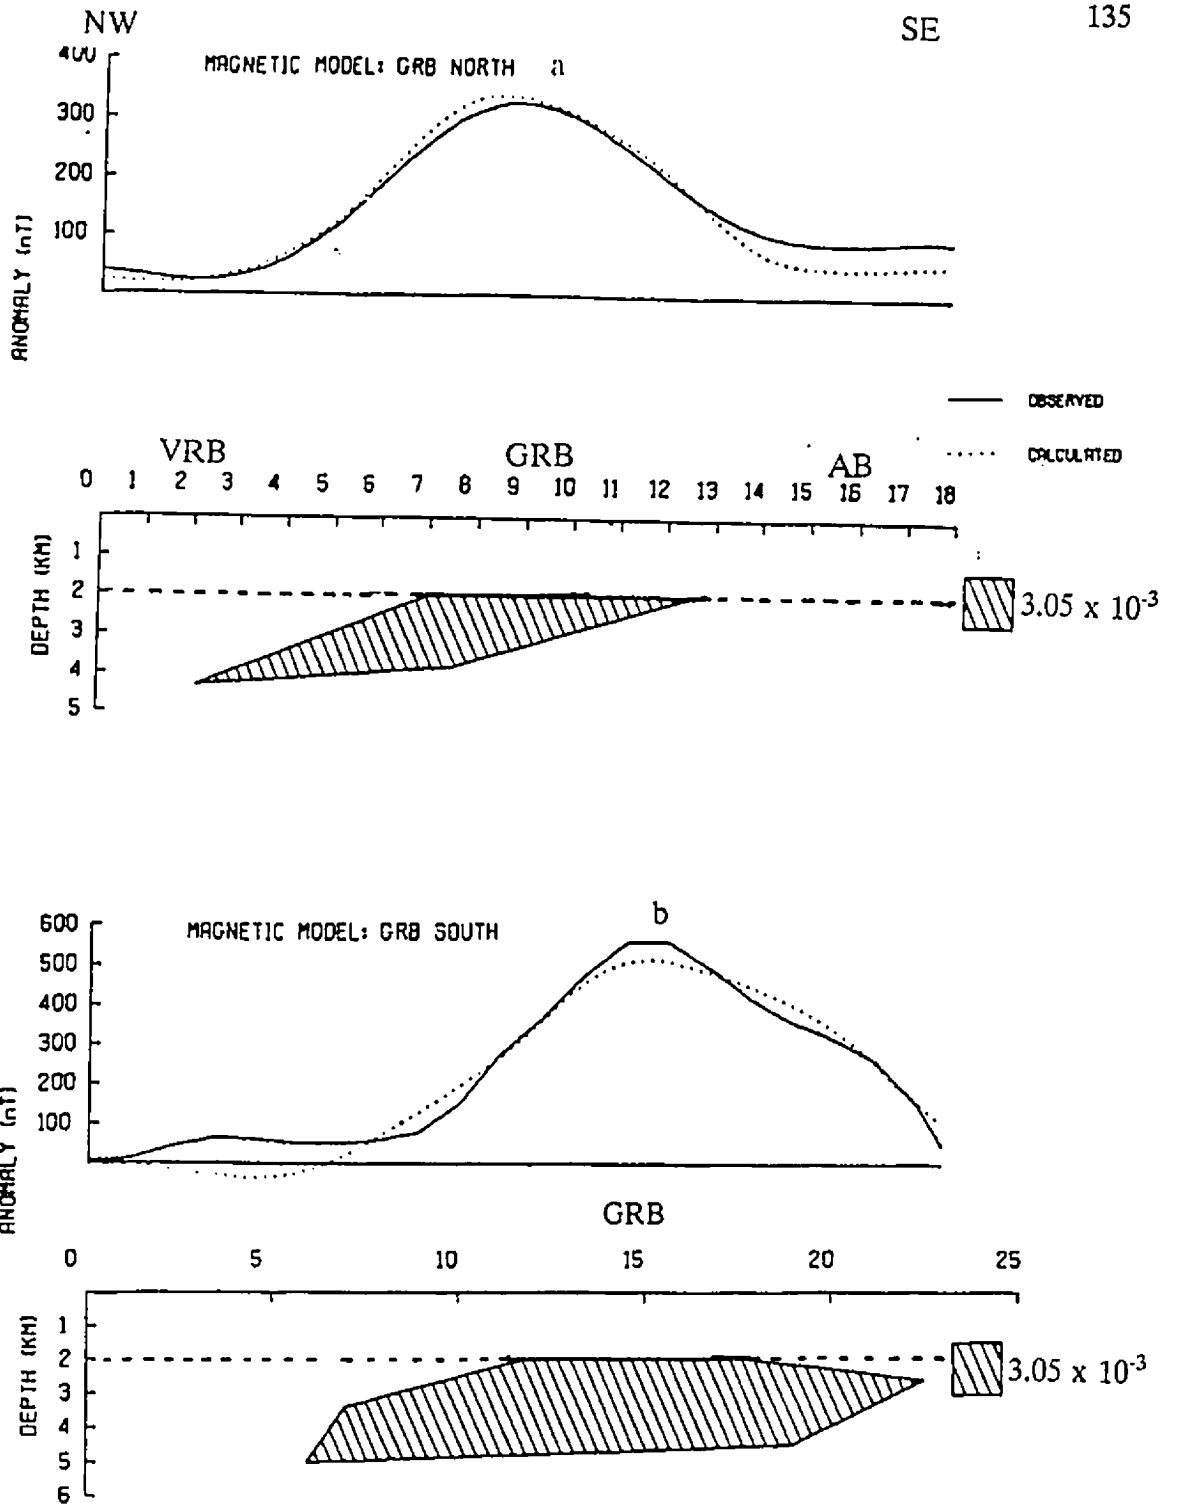 NW
SE
135
400
MAGNETIC MODEL: GRB NORTH a
300
200
100
ANOMALY (nT)
OBSERVED
CALCULATED
VRB
GRB
AB
0 1 2 3 4 5 6 7 8 9 10 11 12 13 14 15 16 17 18
1
2
3
4
5
DEPTH (KM)
3.05 x 10-3
b
600
MAGNETIC MODEL: GRB SOUTH
500
400
300
200
100
ANOMALY (nT)
GRB
0 5 10 15 20 25
1
2
3
4
5
6
DEPTH (KM)
3.05 x 10-3